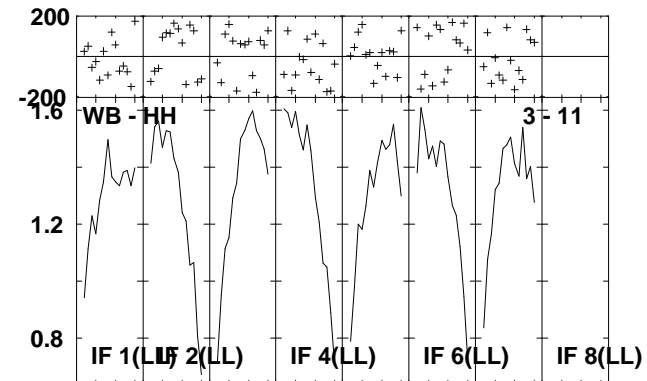 200
-200
1.6
WB - HH 3 - 11
1.2
0.8
IF 1(LL) IF 2(LL) IF 4(LL) IF 6(LL) IF 8(LL)